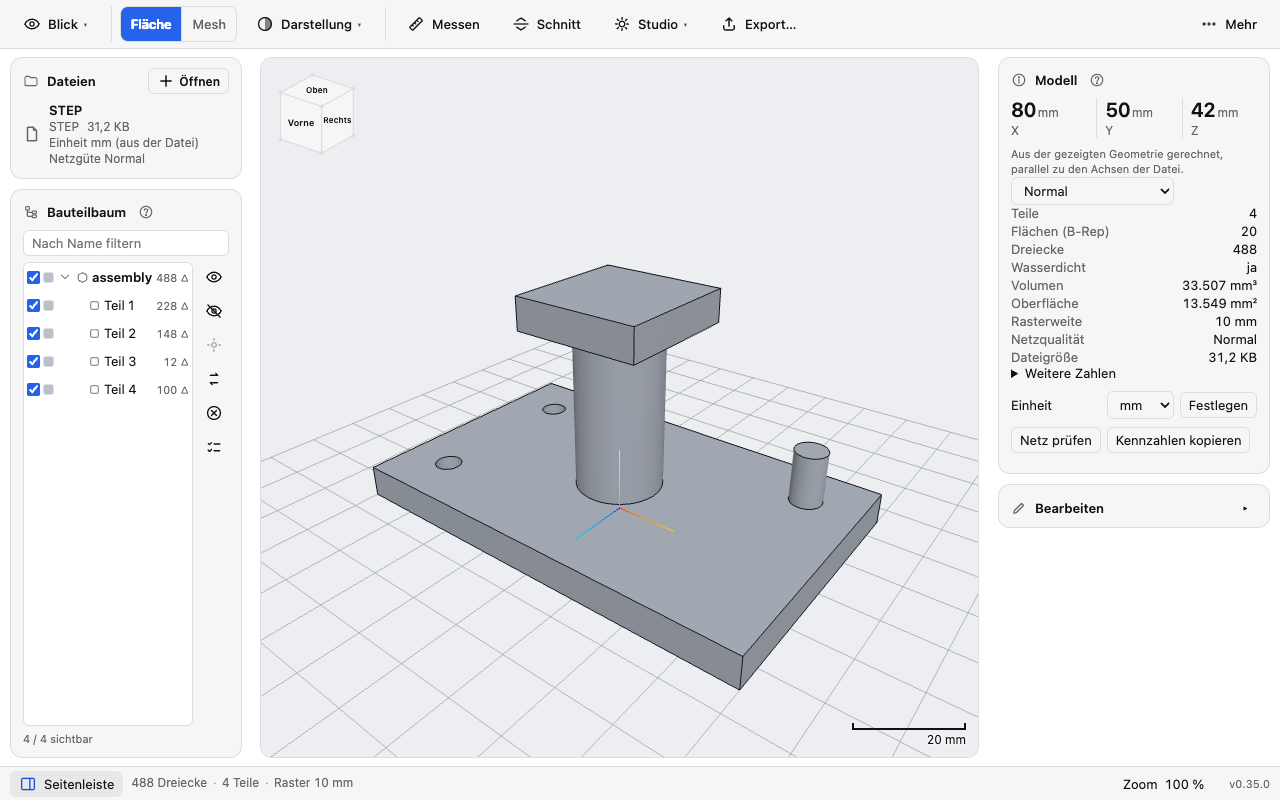 Blick
Fläche
Mesh
Darstellung
Messen
Schnitt
Studio
Export...
Mehr
Dateien
Öffnen
STEP
STEP 31,2 KB
Einheit mm (aus der Datei)
Netzgüte Normal
Bauteilbaum
Nach Name filtern
assembly 488 Δ
Teil 1 228 Δ
Teil 2 148 Δ
Teil 3 12 Δ
Teil 4 100 Δ
4 / 4 sichtbar
Oben
Vorne
Rechts
20 mm
Modell
80 mm 50 mm 42 mm
X Y Z
Aus der gezeigten Geometrie gerechnet,
parallel zu den Achsen der Datei.
Normal
Teile 4
Flächen (B-Rep) 20
Dreiecke 488
Wasserdicht ja
Volumen 33.507 mm³
Oberfläche 13.549 mm²
Rasterweite 10 mm
Netzqualität Normal
Dateigröße 31,2 KB
Weitere Zahlen
Einheit mm Festlegen
Netz prüfen Kennzahlen kopieren
Bearbeiten
Seitenleiste 488 Dreiecke · 4 Teile · Raster 10 mm
Zoom 100 % v0.35.0